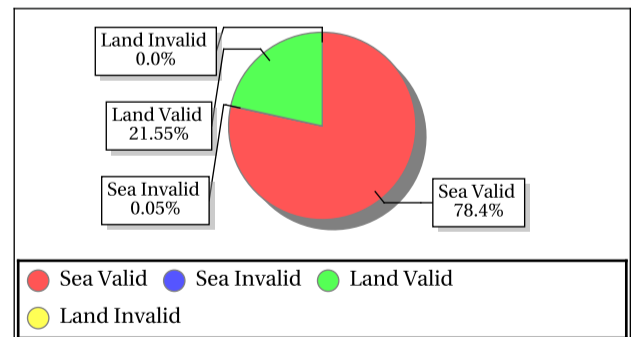 Land Invalid
0.0%
Land Valid
21.55%
Sea Invalid
0.05%
Sea Valid
78.4%
Sea Valid Sea Invalid Land Valid
Land Invalid